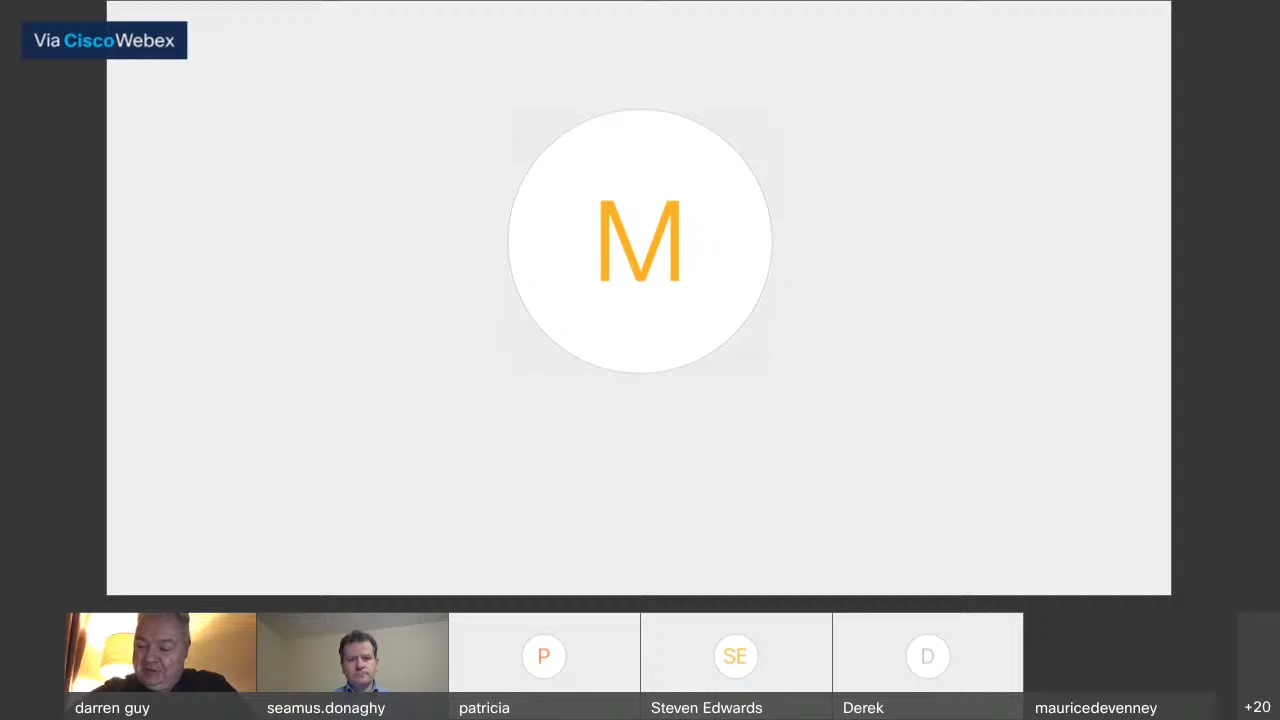 Via CiscoWebex
M
P
SE
D
darren guy
seamus.donaghy
patricia
Steven Edwards
Derek
mauricedevenney
+20